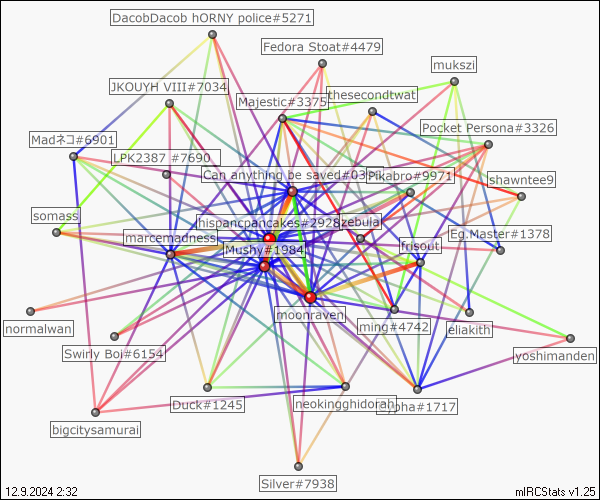 DacobDacob hORNY police#5271
Fedora Stoat#4479
mukszi
JKOUYH VIII#7034
thesecondtwat
Majestic#3375
Pocket Persona#3326
Madネコ#6901
LPK2387 #7690
Can anything be saved#03
Pikabro#9971
shawntee9
somass
hispancpancakes#2928
zebuia
Eg.Master#1378
marcemadness
Mushy#1984
frisout
moonraven
ming#4742
eliakith
normalwan
Swirly Boi#6154
yoshimanden
Duck#1245
neokingghidorah
#1717
bigcitysamurai
Silver#7938
12.9.2024 2:32
mIRCStats v1.25